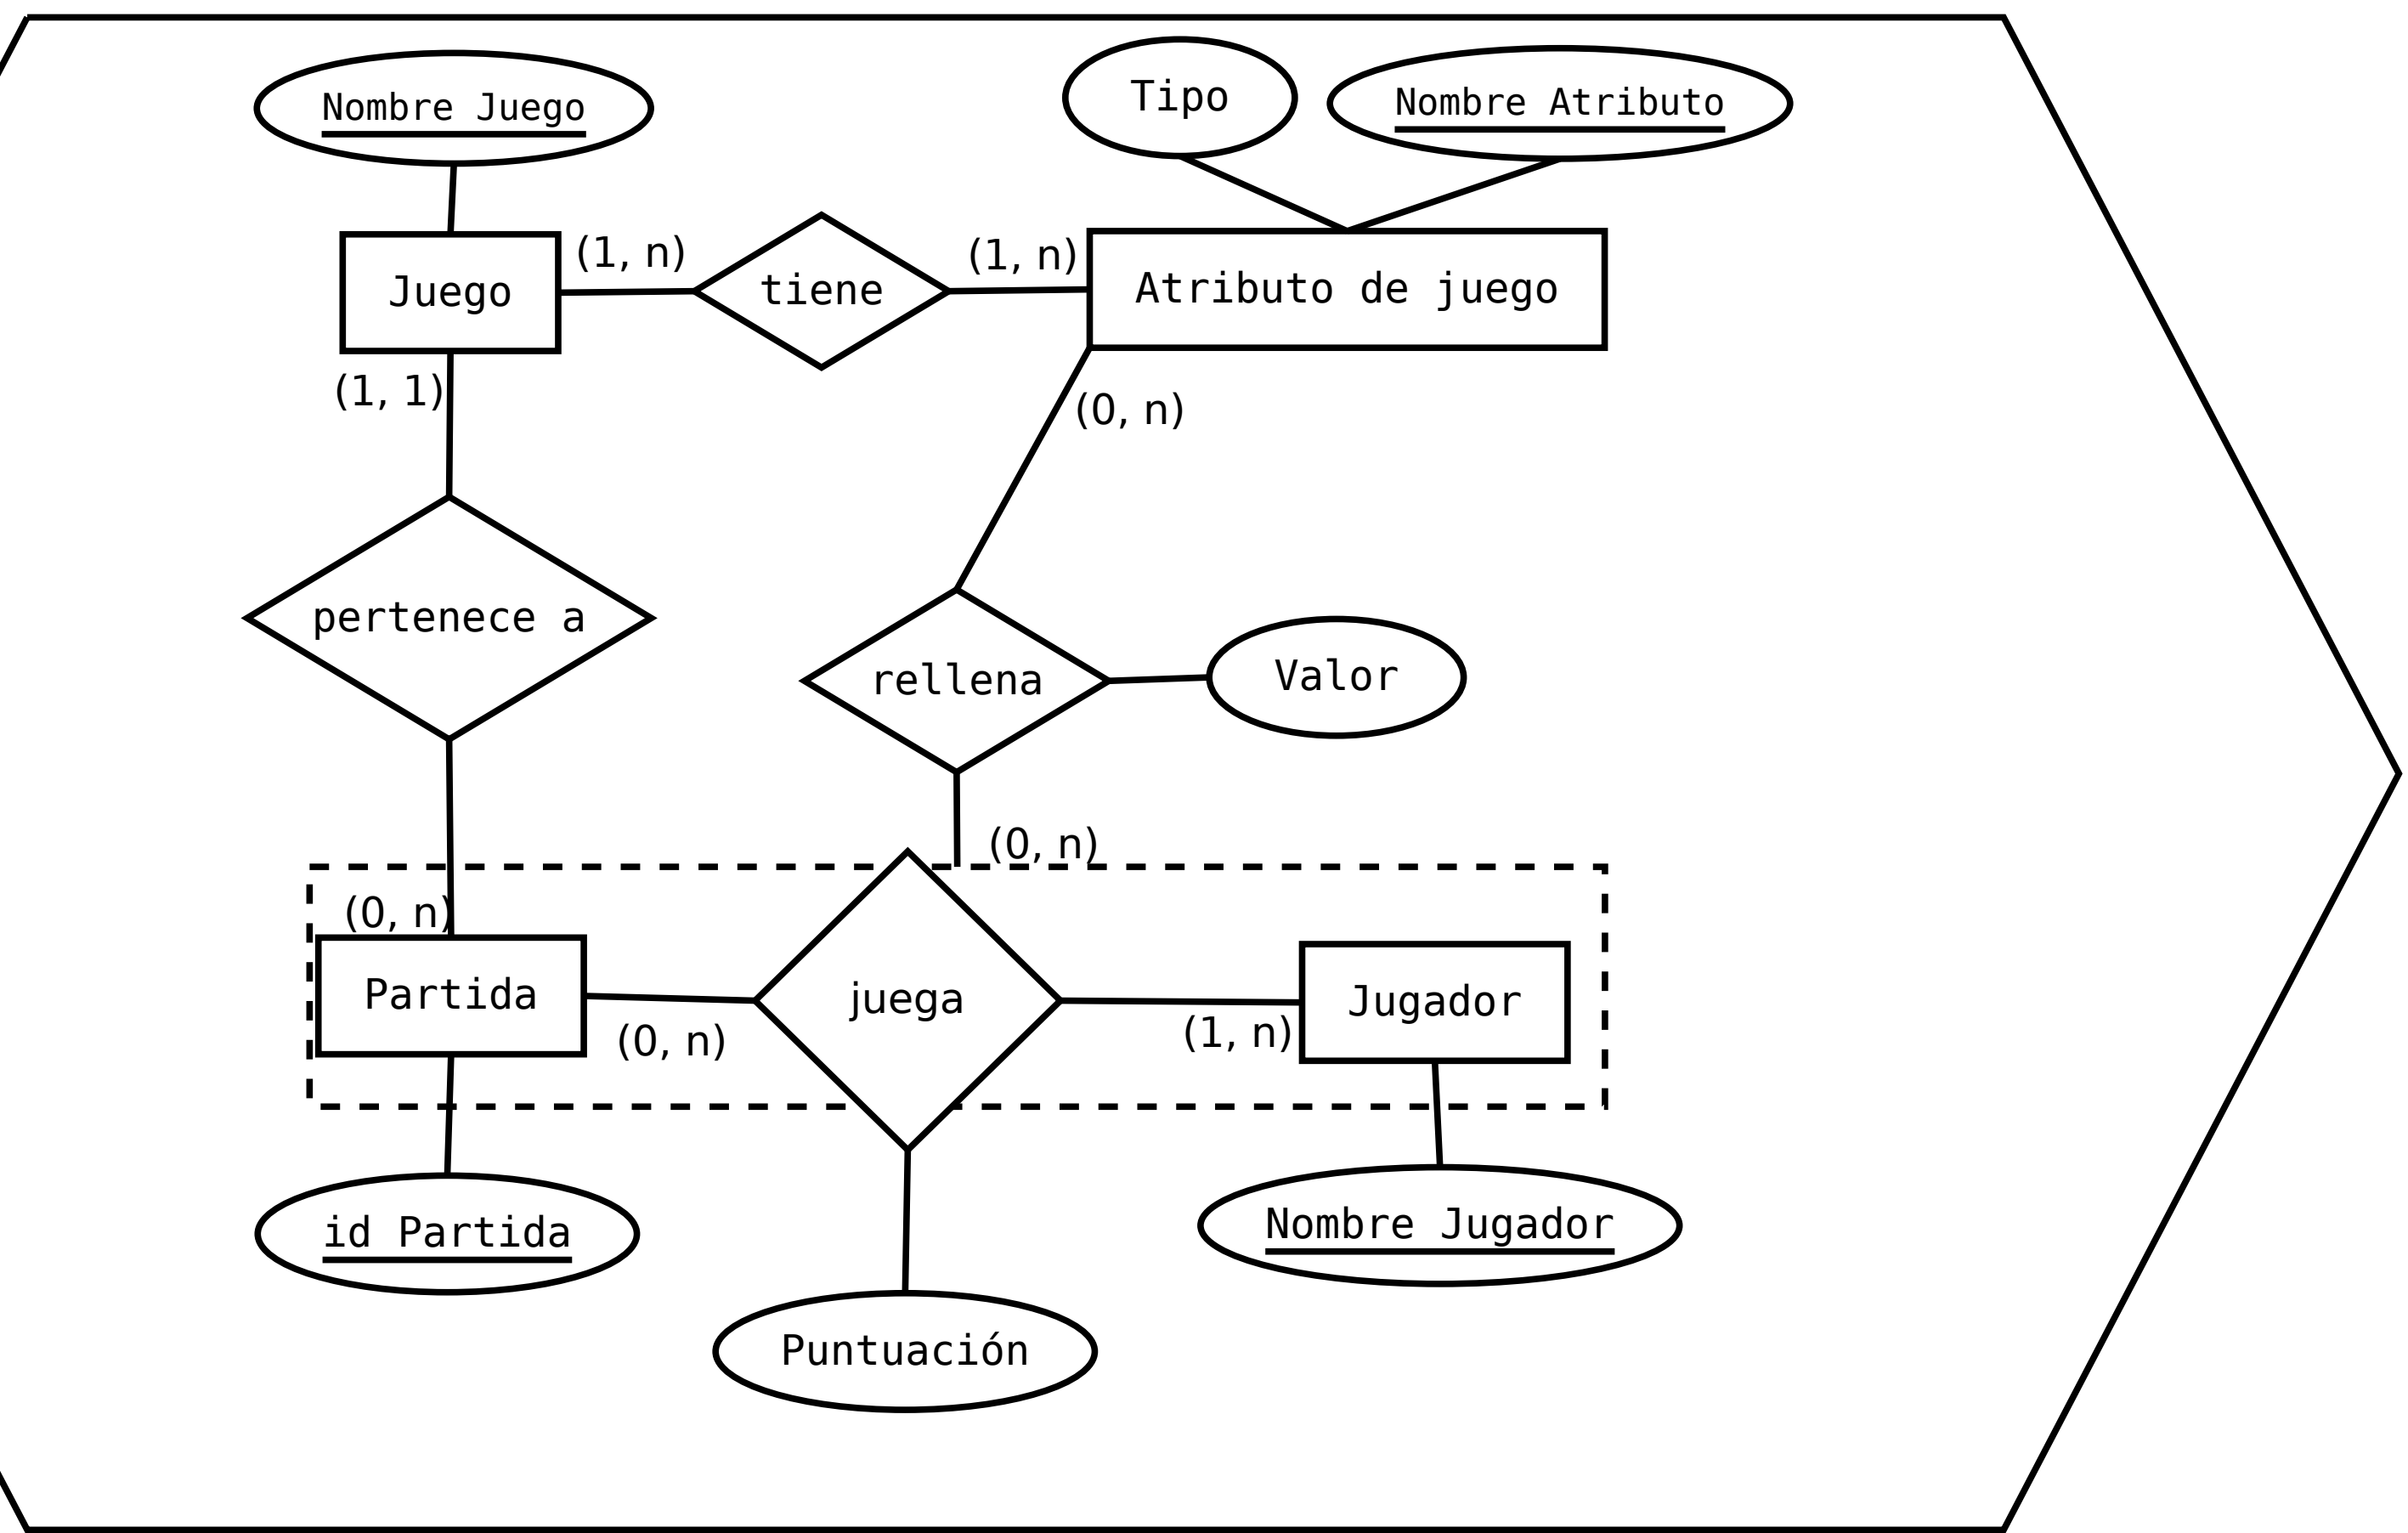 Tipo
Nombre Atributo
Nombre Juego
(1, n)
(1, n)
Juego
tiene
Atributo de juego
(1, 1)
(0, n)
pertenece a
rellena
Valor
(0, n)
(0, n)
Partida
juega
Jugador
(0, n)
(1, n)
id Partida
Nombre Jugador
Puntuación